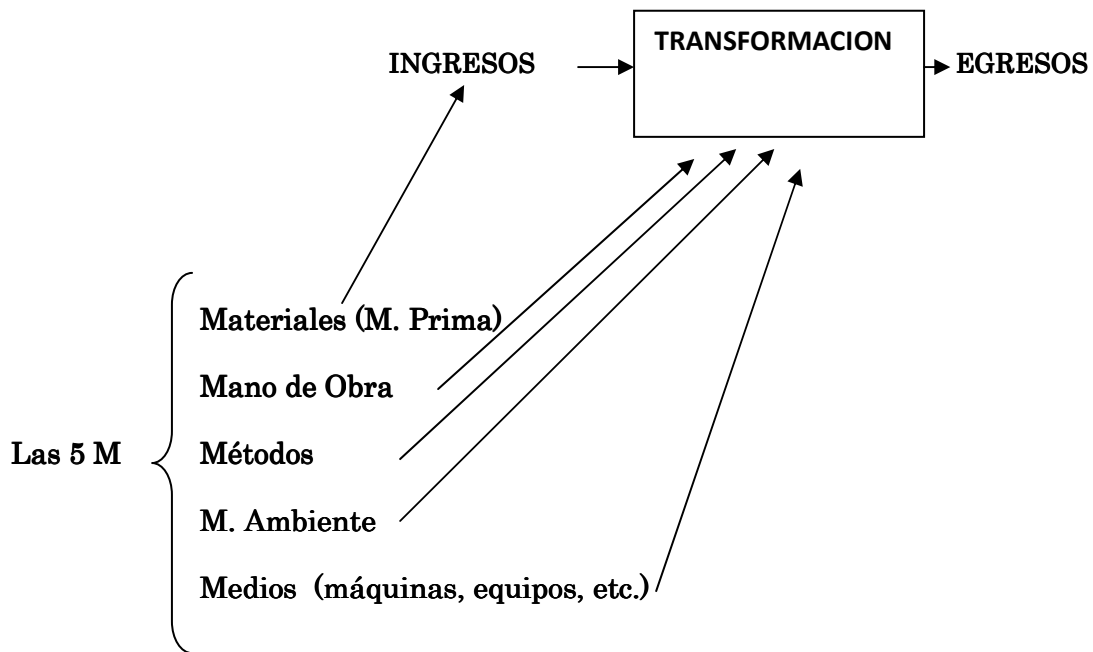 TRANSFORMACION
INGRESOS
EGRESOS
Materiales (M. Prima)
Mano de Obra
Las 5 M
Métodos
M. Ambiente
Medios (máquinas, equipos, etc.)